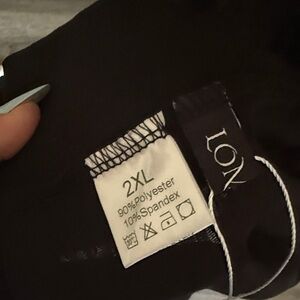 2XL
90%Polyester
10%Spandex
LON